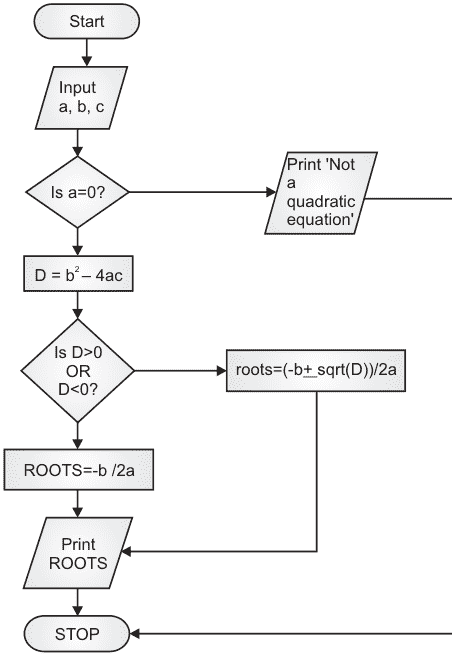 Start
Input
a, b, c
Is a=0?
Print 'Not
a
quadratic
equation'
D = b² – 4ac
Is D>0
OR
D<0?
roots=(-b±sqrt(D))/2a
ROOTS=-b /2a
Print
ROOTS
STOP